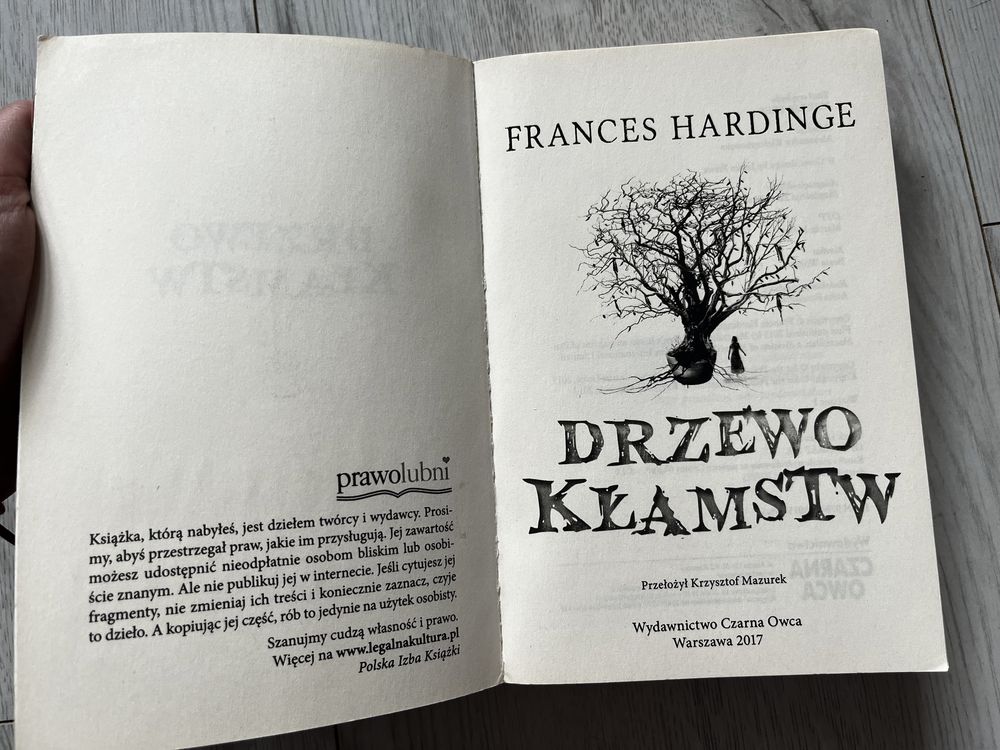 prawolubni
Książka, którą nabyłeś, jest dziełem twórcy i wydawcy. Prosi-
my, abyś przestrzegał praw, jakie im przysługują. Jej zawartość
możesz udostępnić nieodpłatnie osobom bliskim lub osobi-
ście znanym. Ale nie publikuj jej w internecie. Jeśli cytujesz jej
fragmenty, nie zmieniaj ich treści i koniecznie zaznacz, czyje
to dzieło. A kopiując jej część, rób to jedynie na użytek osobisty.
Szanujmy cudzą własność i prawo.
Więcej na www.legalnakultura.pl
Polska Izba Książki
FRANCES HARDINGE
DRZEWO
KŁAMSTW
Przełożył Krzysztof Mazurek
Wydawnictwo Czarna Owca
Warszawa 2017